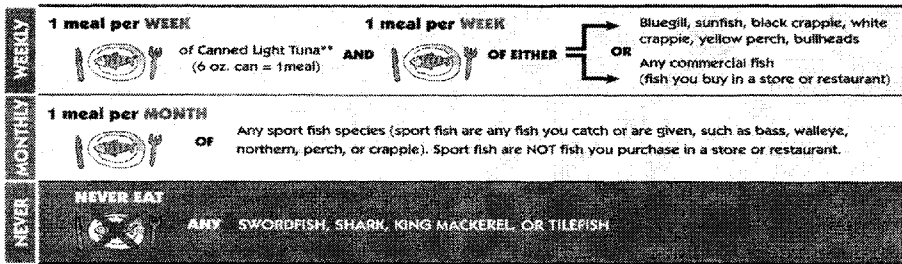 WEEKLY
1 meal per WEEK
of Canned Light Tuna**
(6 oz. can = 1meal)
AND
1 meal per WEEK
OF EITHER
Bluegill, sunfish, black crappie, white
crappie, yellow perch, bullheads
OR
Any commercial fish
(fish you buy in a store or restaurant)
MONTHLY
1 meal per MONTH
OF
Any sport fish species (sport fish are any fish you catch or are given, such as bass, walleye,
northern, perch, or crappie). Sport fish are NOT fish you purchase in a store or restaurant.
NEVER
NEVER EAT
ANY SWORDFISH, SHARK, KING MACKEREL, OR TILEFISH